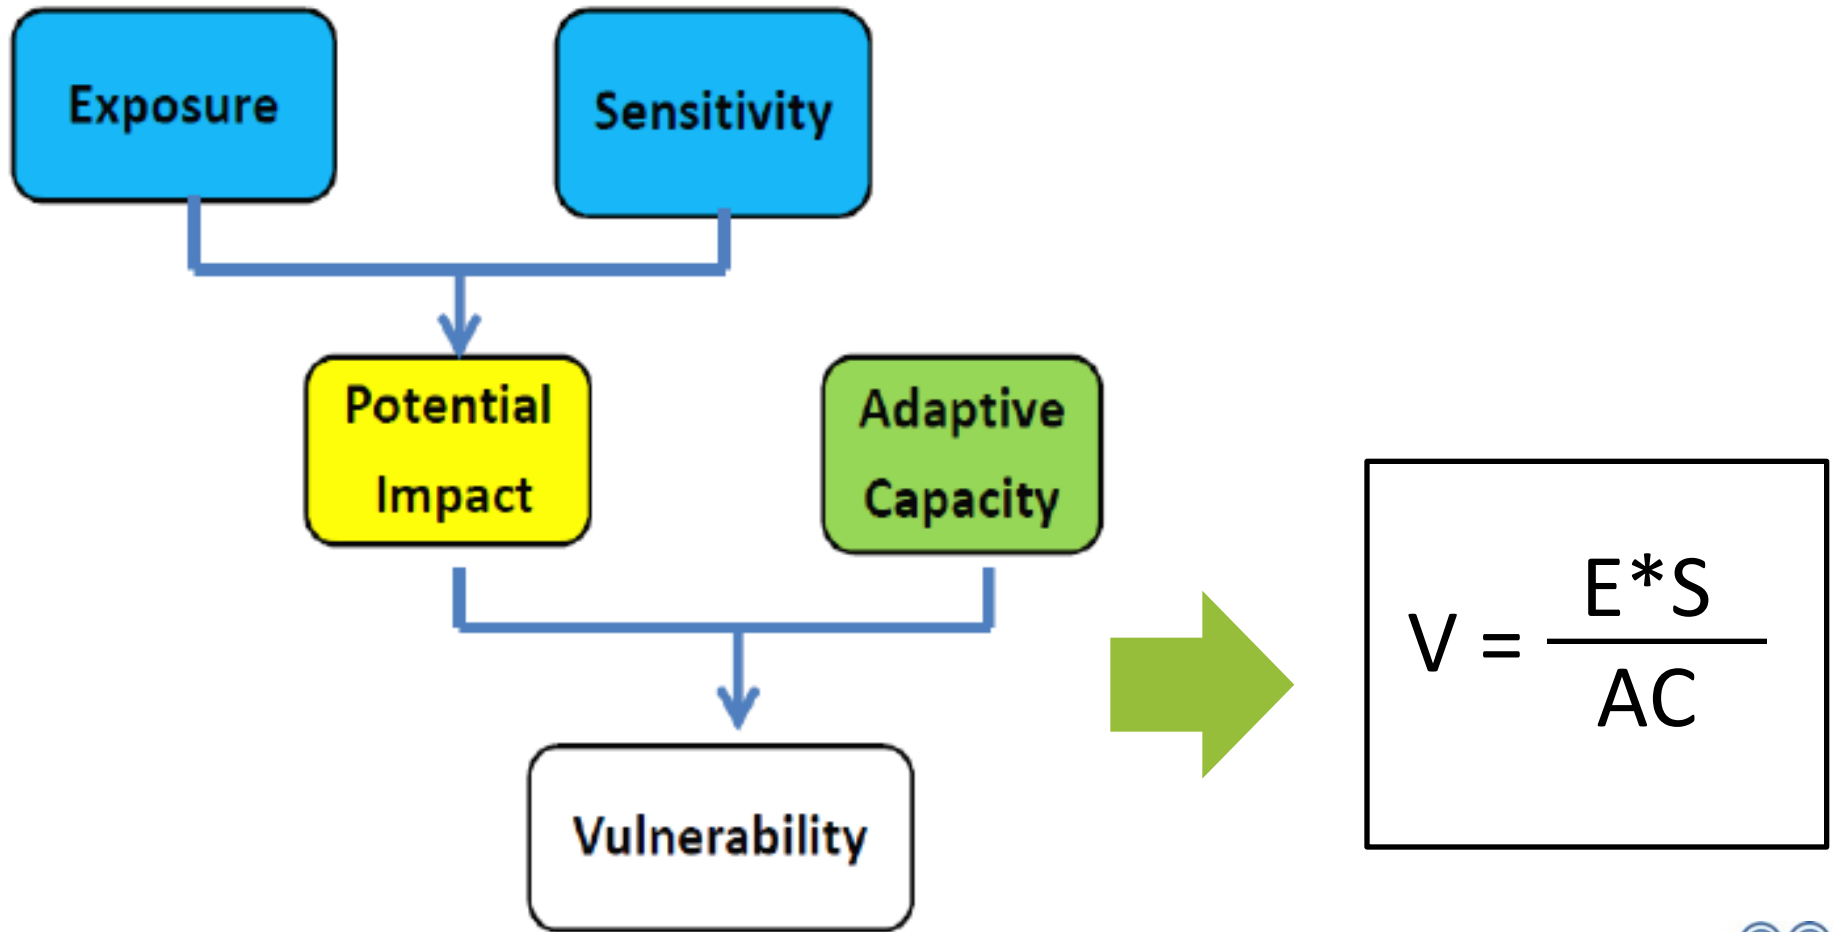 Exposure
Sensitivity
Potential
Impact
Adaptive
Capacity
Vulnerability
V = E*S
AC